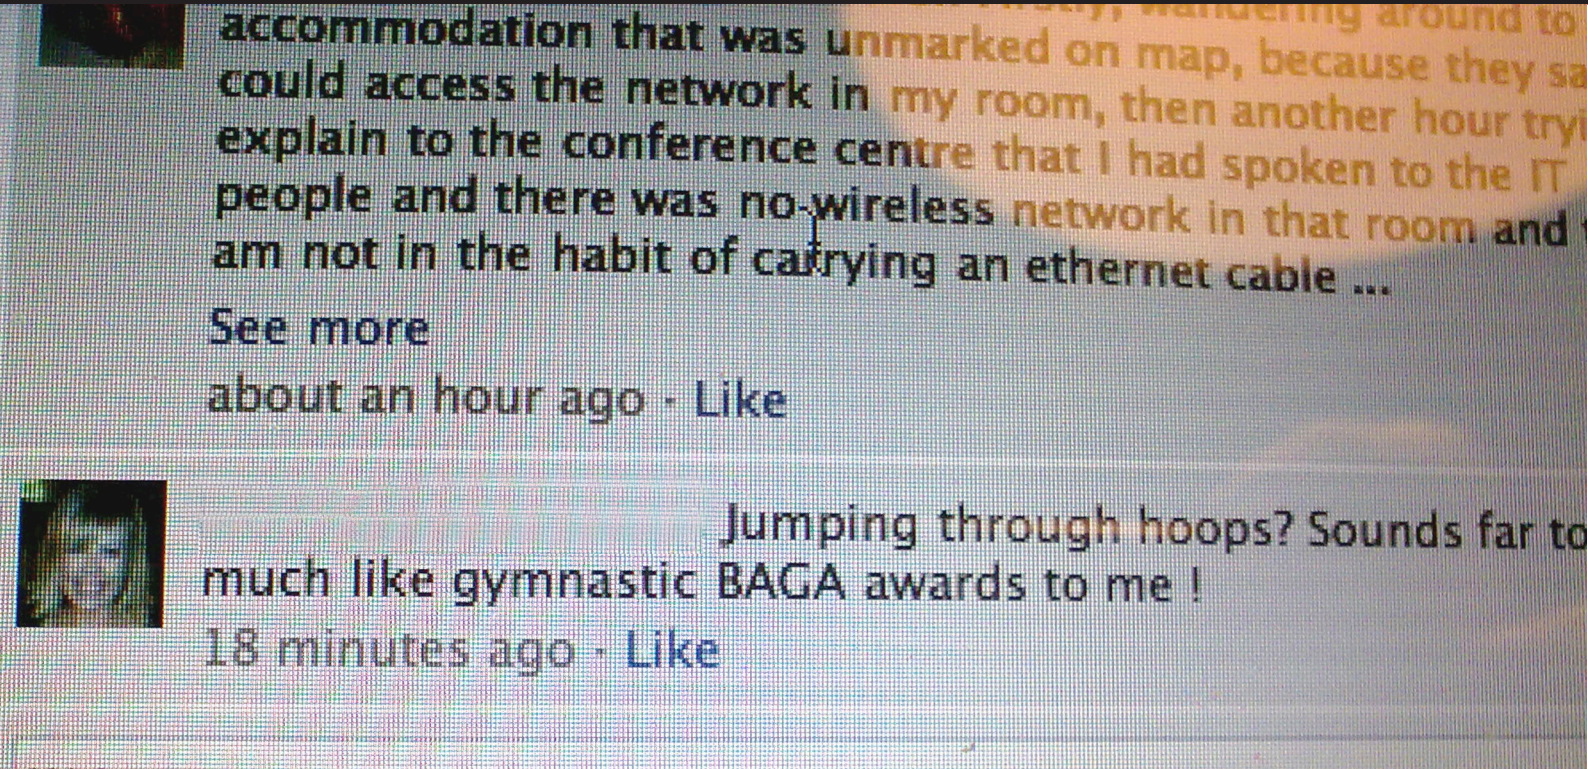 wandering around to
accommodation that was unmarked on map, because they sa
could access the network in my room, then another hour tryi
explain to the conference centre that I had spoken to the IT
people and there was no wireless network in that room and
am not in the habit of carrying an ethernet cable ...
See more
about an hour ago · Like
Jumping through hoops? Sounds far to
much like gymnastic BAGA awards to me !
18 minutes ago · Like